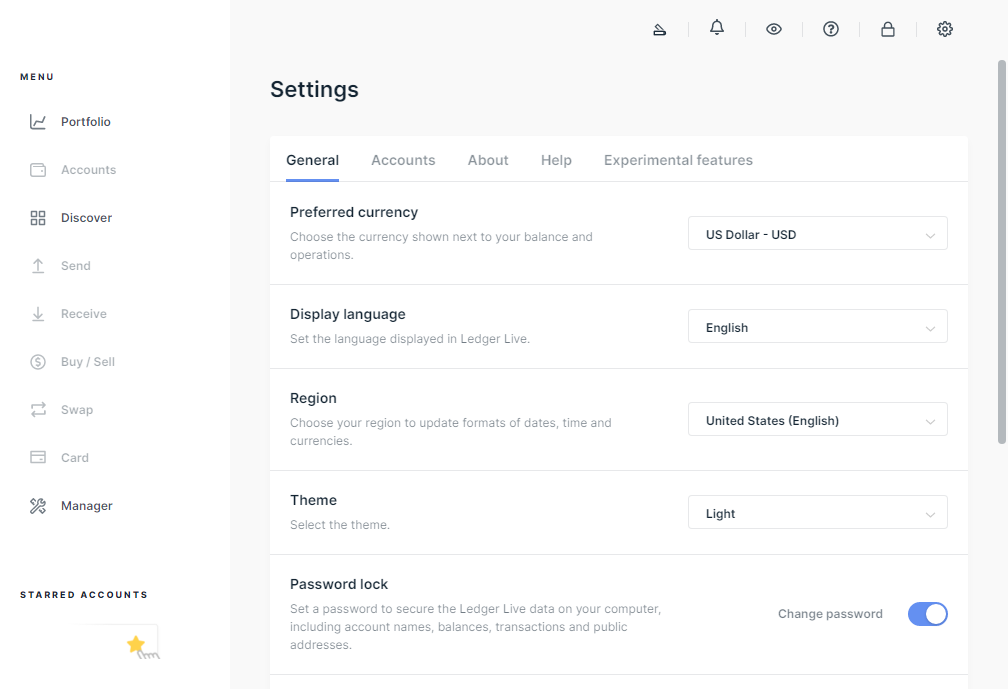 MENU
Portfolio
Accounts
Discover
Send
Receive
Buy / Sell
Swap
Card
Manager
STARRED ACCOUNTS
Settings
General Accounts About Help Experimental features
Preferred currency
Choose the currency shown next to your balance and
operations.
US Dollar - USD
Display language
Set the language displayed in Ledger Live.
English
Region
Choose your region to update formats of dates, time and
currencies.
United States (English)
Theme
Select the theme.
Light
Password lock
Set a password to secure the Ledger Live data on your computer,
including account names, balances, transactions and public
addresses.
Change password